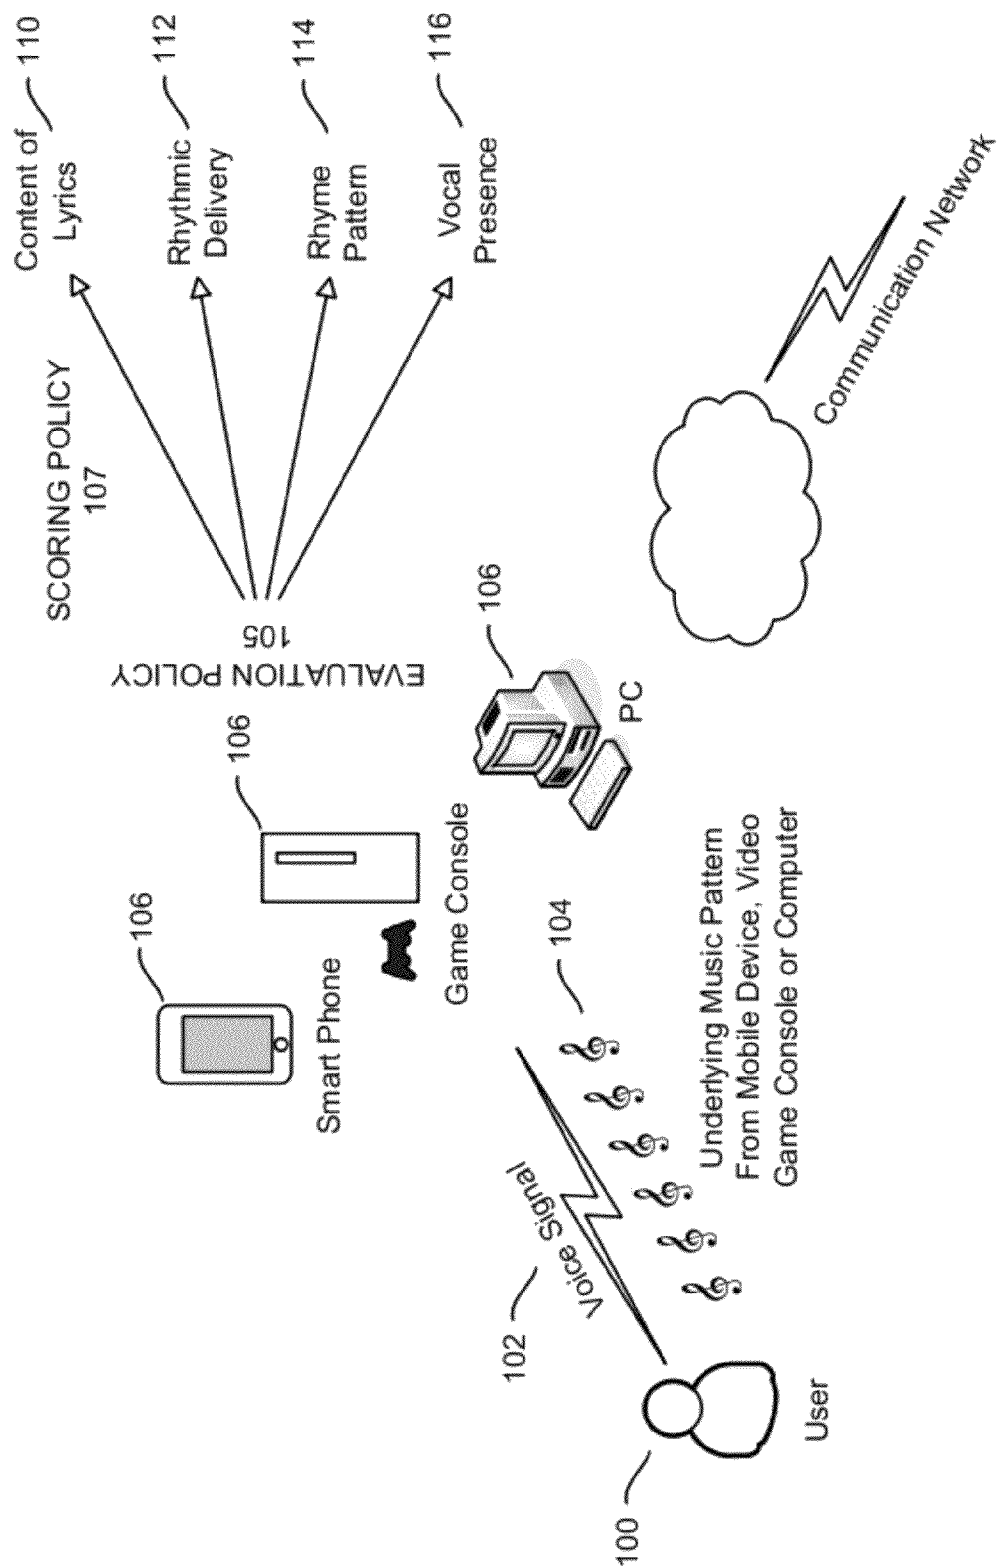 100
User
102
Voice Signal
104
Underlying Music Pattern
From Mobile Device, Video
Game Console or Computer
106
Smart Phone
106
Game Console
106
PC
EVALUATION POLICY
105
SCORING POLICY
107
Content of
Lyrics
110
Rhythmic
Delivery
112
Rhyme
Pattern
114
Vocal
Presence
116
Communication Network